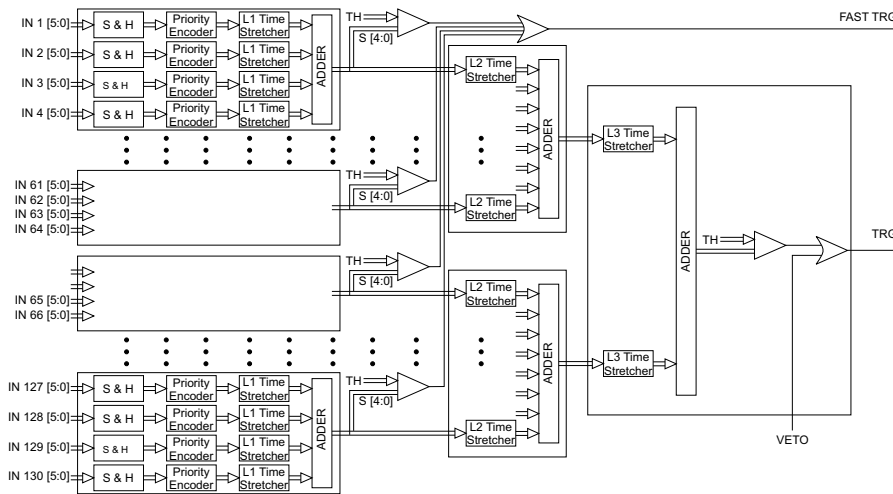 IN 1 [5:0] S & H Priority Encoder L1 Time Stretcher
IN 2 [5:0] S & H Priority Encoder L1 Time Stretcher
IN 3 [5:0] S & H Priority Encoder L1 Time Stretcher
IN 4 [5:0] S & H Priority Encoder L1 Time Stretcher
ADDER
TH
S [4:0]
FAST TRG
L2 Time Stretcher
ADDER
IN 61 [5:0]
IN 62 [5:0]
IN 63 [5:0]
IN 64 [5:0]
TH
S [4:0]
L2 Time Stretcher
L3 Time Stretcher
ADDER
TH
TRG
IN 65 [5:0]
IN 66 [5:0]
TH
S [4:0]
L2 Time Stretcher
ADDER
L3 Time Stretcher
IN 127 [5:0] S & H Priority Encoder L1 Time Stretcher
IN 128 [5:0] S & H Priority Encoder L1 Time Stretcher
IN 129 [5:0] S & H Priority Encoder L1 Time Stretcher
IN 130 [5:0] S & H Priority Encoder L1 Time Stretcher
ADDER
TH
S [4:0]
L2 Time Stretcher
VETO